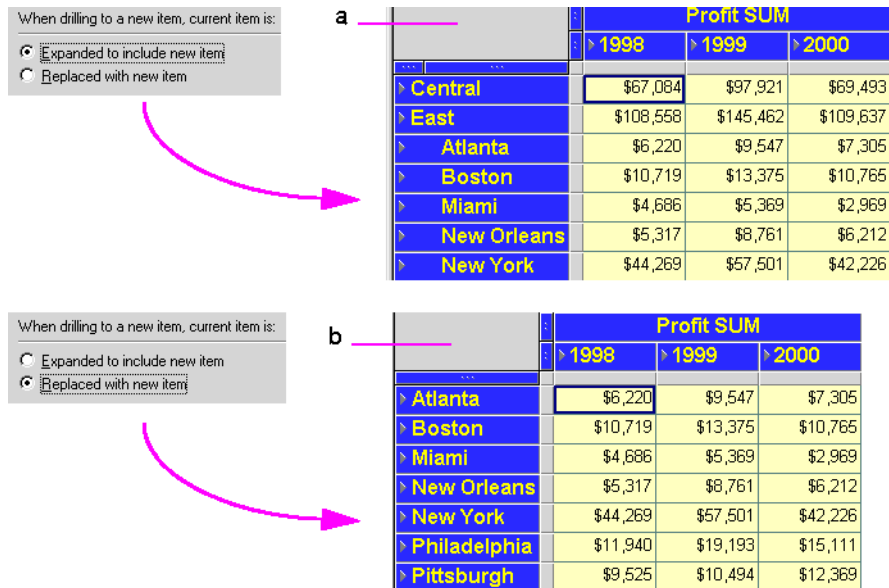 When drilling to a new item, current item is:
Expanded to include new item
Replaced with new item
a
Profit SUM
1998 1999 2000
Central $67,084 $97,921 $69,493
East $108,558 $145,462 $109,637
Atlanta $6,220 $9,547 $7,305
Boston $10,719 $13,375 $10,765
Miami $4,686 $5,369 $2,969
New Orleans $5,317 $8,761 $6,212
New York $44,269 $57,501 $42,226
When drilling to a new item, current item is:
Expanded to include new item
Replaced with new item
b
Profit SUM
1998 1999 2000
Atlanta $6,220 $9,547 $7,305
Boston $10,719 $13,375 $10,765
Miami $4,686 $5,369 $2,969
New Orleans $5,317 $8,761 $6,212
New York $44,269 $57,501 $42,226
Philadelphia $11,940 $19,193 $15,111
Pittsburgh $9,525 $10,494 $12,369